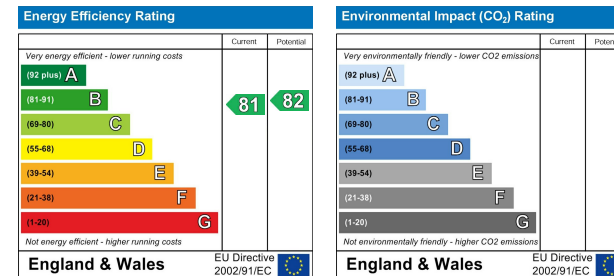 Energy Efficiency Rating
Current Potential
Very energy efficient - lower running costs
(92 plus) A
(81-91) B
81 82
(69-80) C
(55-68) D
(39-54) E
(21-38) F
(1-20) G
Not energy efficient - higher running costs
England & Wales
EU Directive
2002/91/EC
Environmental Impact (CO₂) Rating
Current Poten
Very environmentally friendly - lower CO2 emissions
(92 plus) A
(81-91) B
(69-80) C
(55-68) D
(39-54) E
(21-38) F
(1-20) G
Not environmentally friendly - higher CO2 emissions
England & Wales
EU Directive
2002/91/EC